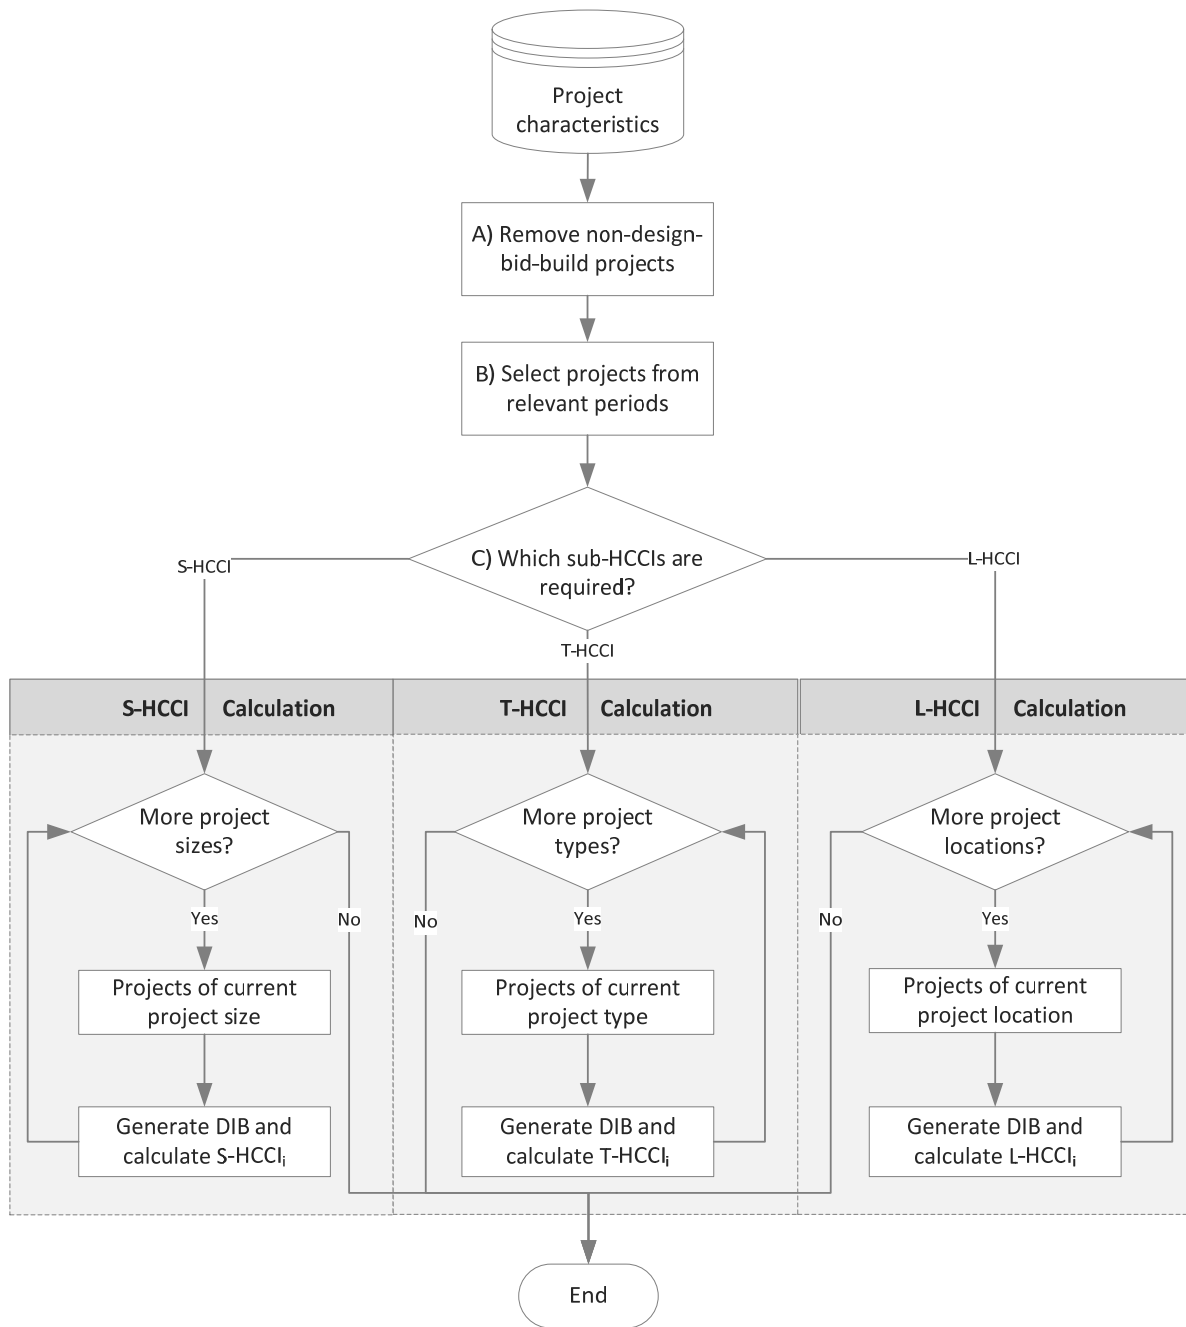 Project
characteristics
A) Remove non-design-
bid-build projects
B) Select projects from
relevant periods
C) Which sub-HCCIs are
required?
S-HCCI
T-HCCI
L-HCCI
S-HCCI Calculation
T-HCCI Calculation
L-HCCI Calculation
More project
sizes?
Yes
No
Projects of current
project size
Generate DIB and
calculate S-HCCIi
More project
types?
No
Yes
Projects of current
project type
Generate DIB and
calculate T-HCCIi
More project
locations?
No
Yes
Projects of current
project location
Generate DIB and
calculate L-HCCIi
End